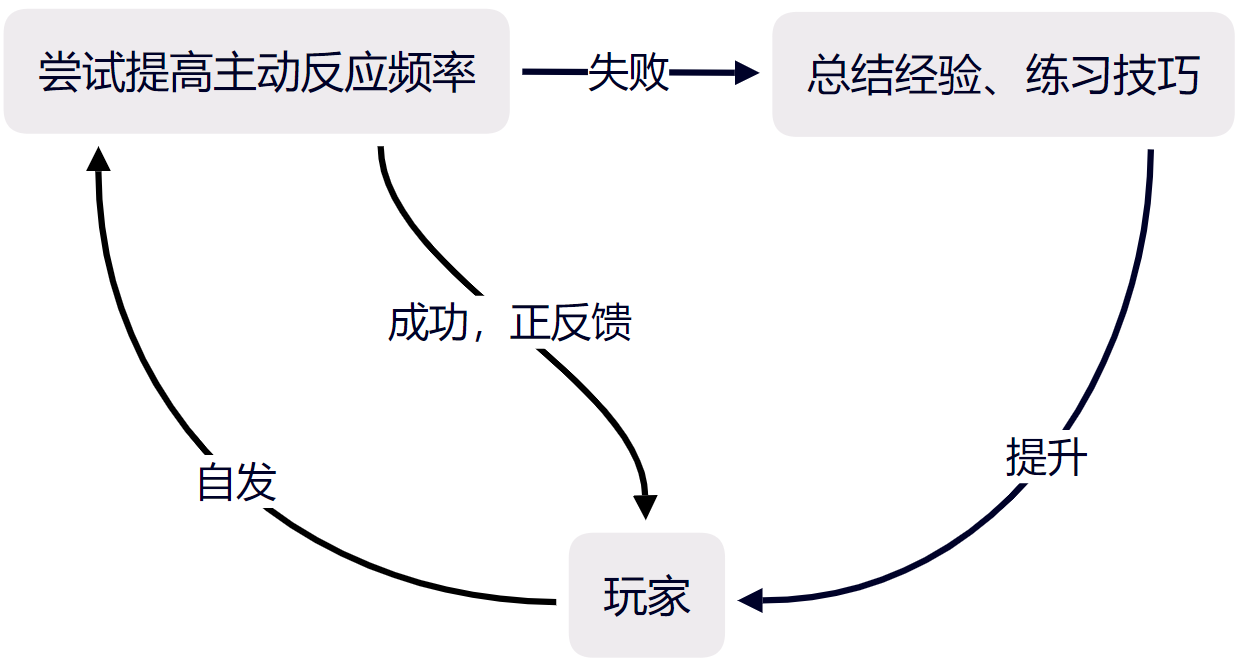 尝试提高主动反应频率
失败
总结经验、练习技巧
成功，正反馈
提升
自发
玩家